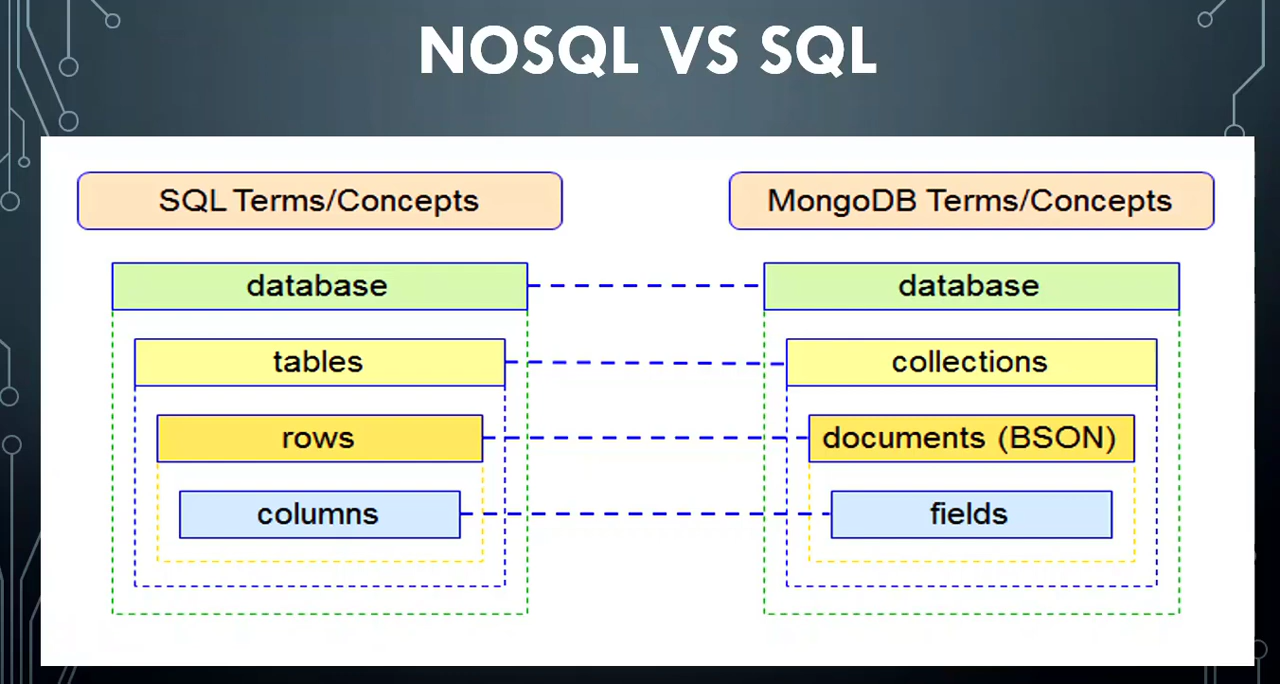 NOSQL VS SQL
SQL Terms/Concepts
MongoDB Terms/Concepts
database
database
tables
collections
rows
documents (BSON)
columns
fields